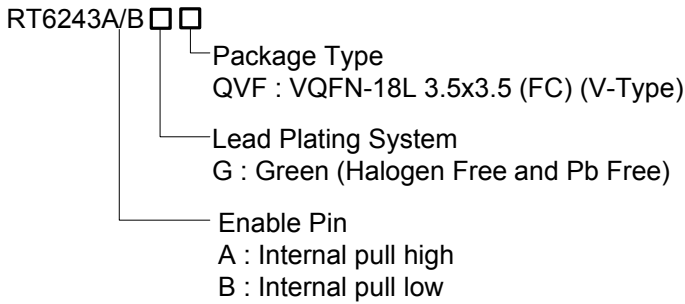 RT6243A/B
Package Type
QVF : VQFN-18L 3.5x3.5 (FC) (V-Type)
Lead Plating System
G : Green (Halogen Free and Pb Free)
Enable Pin
A : Internal pull high
B : Internal pull low